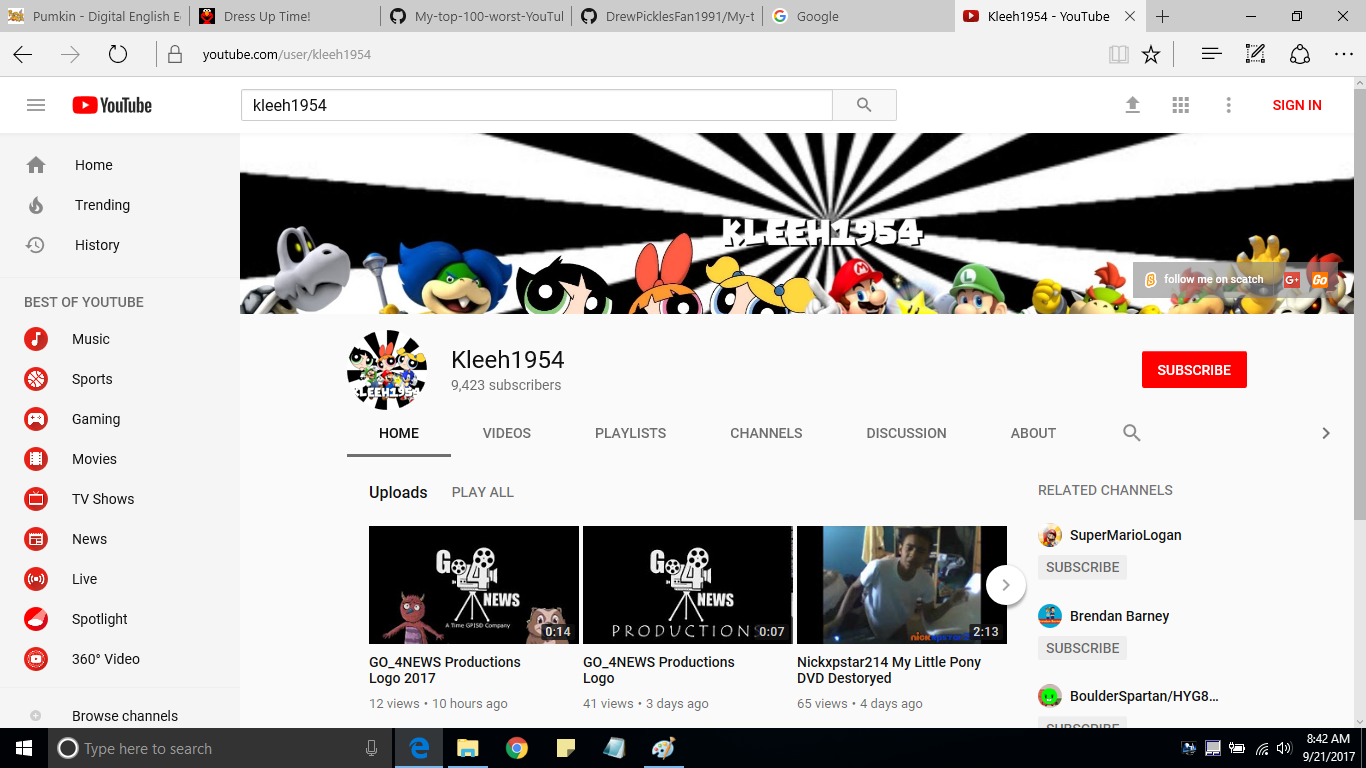 Pumkin - Digital English E
Dress Up Time!
My-top-100-worst-YouTul
DrewPicklesFan1991/My-t
Google
Kleeh1954 - YouTube
youtube.com/user/kleeh1954
YouTube
kleeh1954
SIGN IN
Home
Trending
History
BEST OF YOUTUBE
Music
Sports
Gaming
Movies
TV Shows
News
Live
Spotlight
360° Video
Browse channels
KLEEH1954
follow me on scatch
G+
Go
KLEEH1954
Kleeh1954
9,423 subscribers
SUBSCRIBE
HOME
VIDEOS
PLAYLISTS
CHANNELS
DISCUSSION
ABOUT
Uploads
PLAY ALL
Go
4
NEWS
A Time GPISD Company
0:14
GO_4NEWS Productions
Logo 2017
12 views • 10 hours ago
Go
4
NEWS
PRODUCTIONS
0:07
GO_4NEWS Productions
Logo
41 views • 3 days ago
2:13
Nickxpstar214 My Little Pony
DVD Destoryed
65 views • 4 days ago
RELATED CHANNELS
SuperMarioLogan
SUBSCRIBE
Brendan Barney
SUBSCRIBE
BoulderSpartan/HYG8...
SUBSCRIBE
Type here to search
8:42 AM
9/21/2017